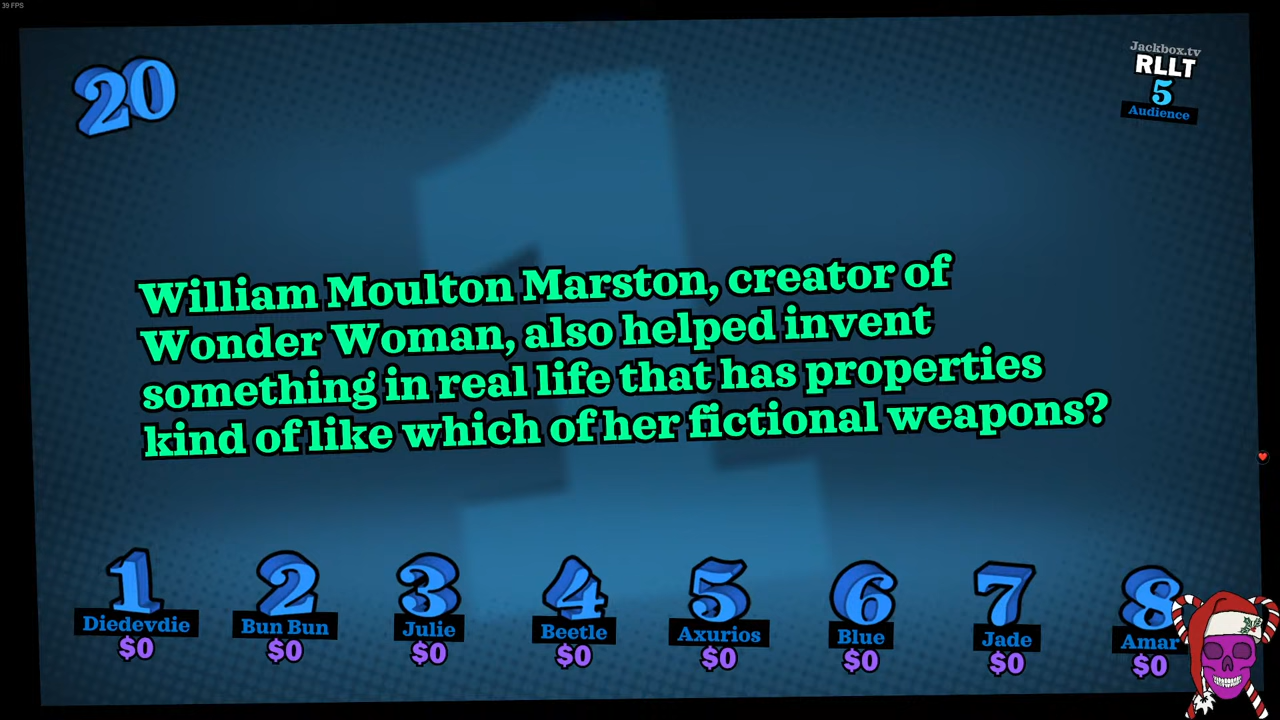 39 FPS
20
Jackbox.tv
RLLT
5
Audience
William Moulton Marston, creator of
Wonder Woman, also helped invent
something in real life that has properties
kind of like which of her fictional weapons?
1
Diedevdie
$0
2
Bun Bun
$0
3
Julie
$0
4
Beetle
$0
5
Axurios
$0
6
Blue
$0
7
Jade
$0
8
Amar
$0